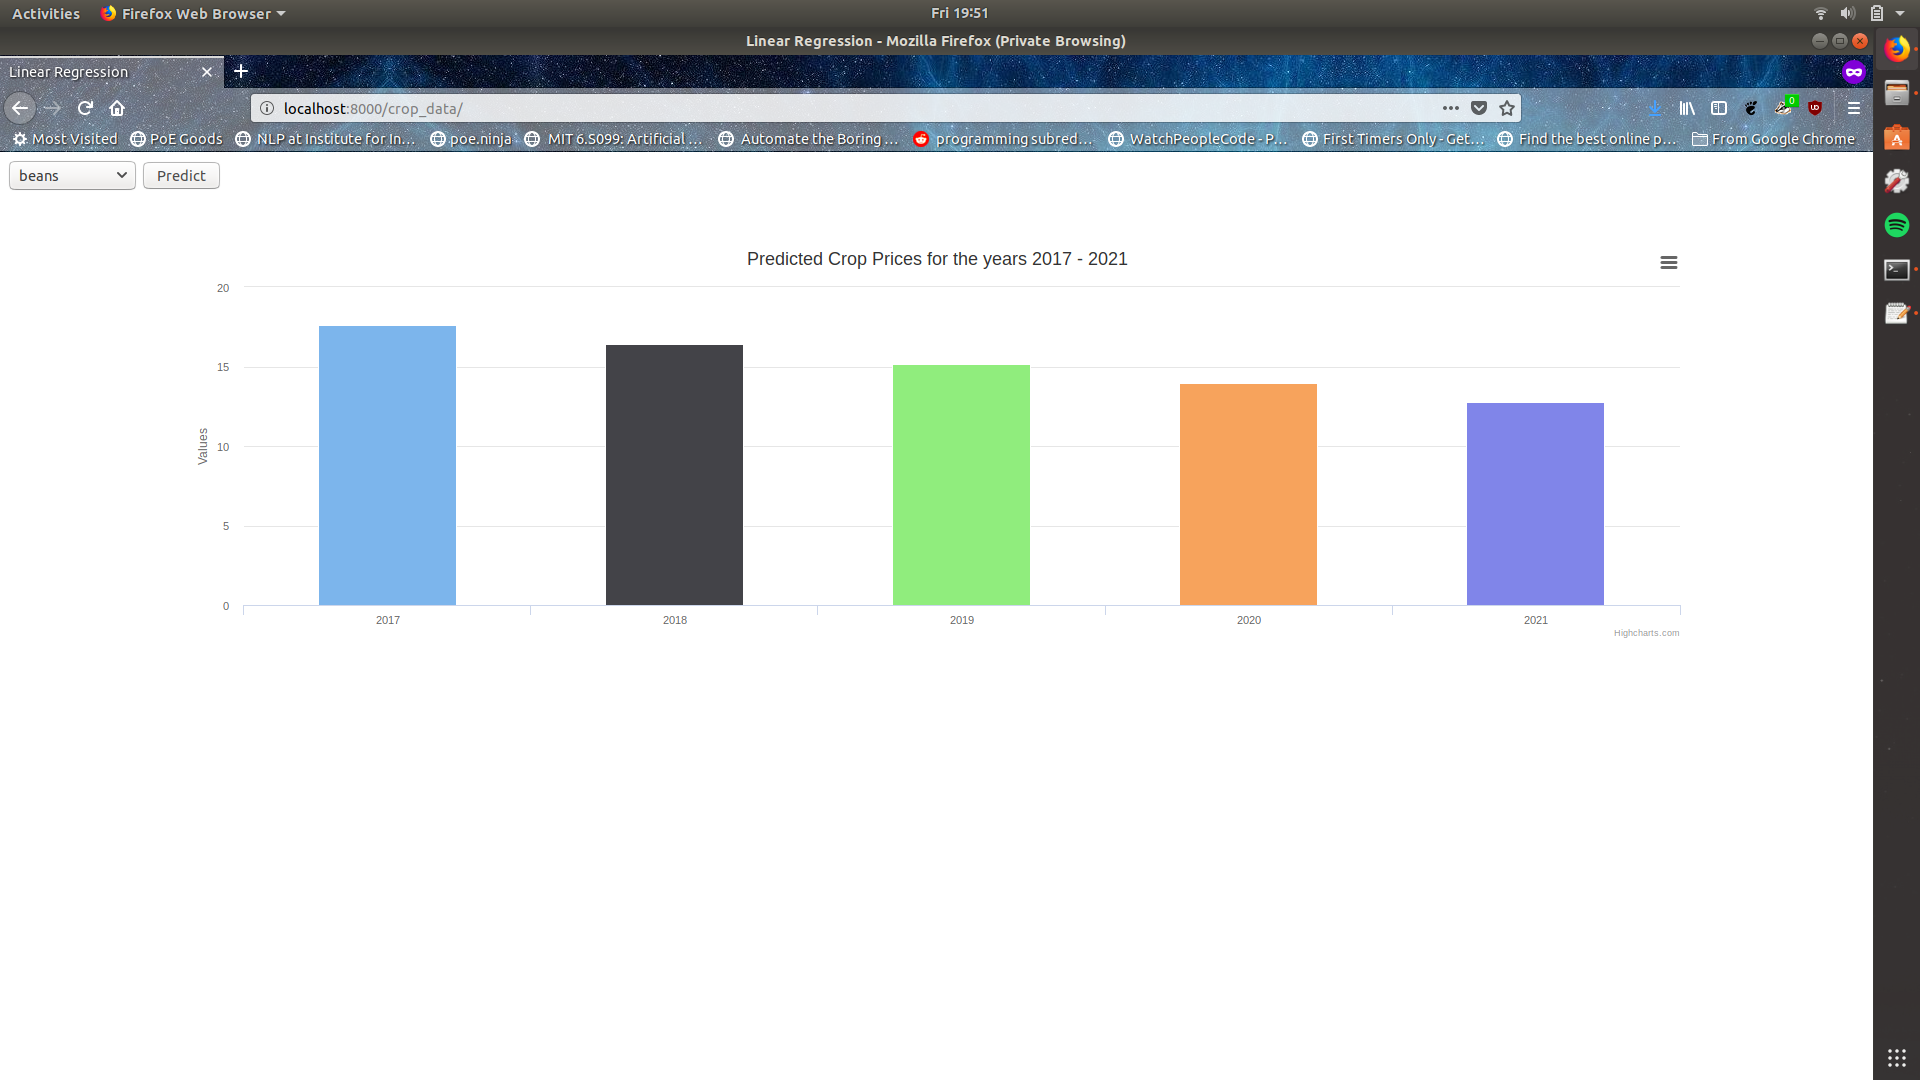 Activities Firefox Web Browser Fri 19:51
Linear Regression - Mozilla Firefox (Private Browsing)
Linear Regression
localhost:8000/crop_data/ 0
Most Visited PoE Goods NLP at Institute for In… poe.ninja MIT 6.S099: Artificial … Automate the Boring … programming subred… WatchPeopleCode - P… First Timers Only - Get… Find the best online p… From Google Chrome
beans Predict
Predicted Crop Prices for the years 2017 - 2021
20
15
10
5
0
Values
2017 2018 2019 2020 2021
Highcharts.com